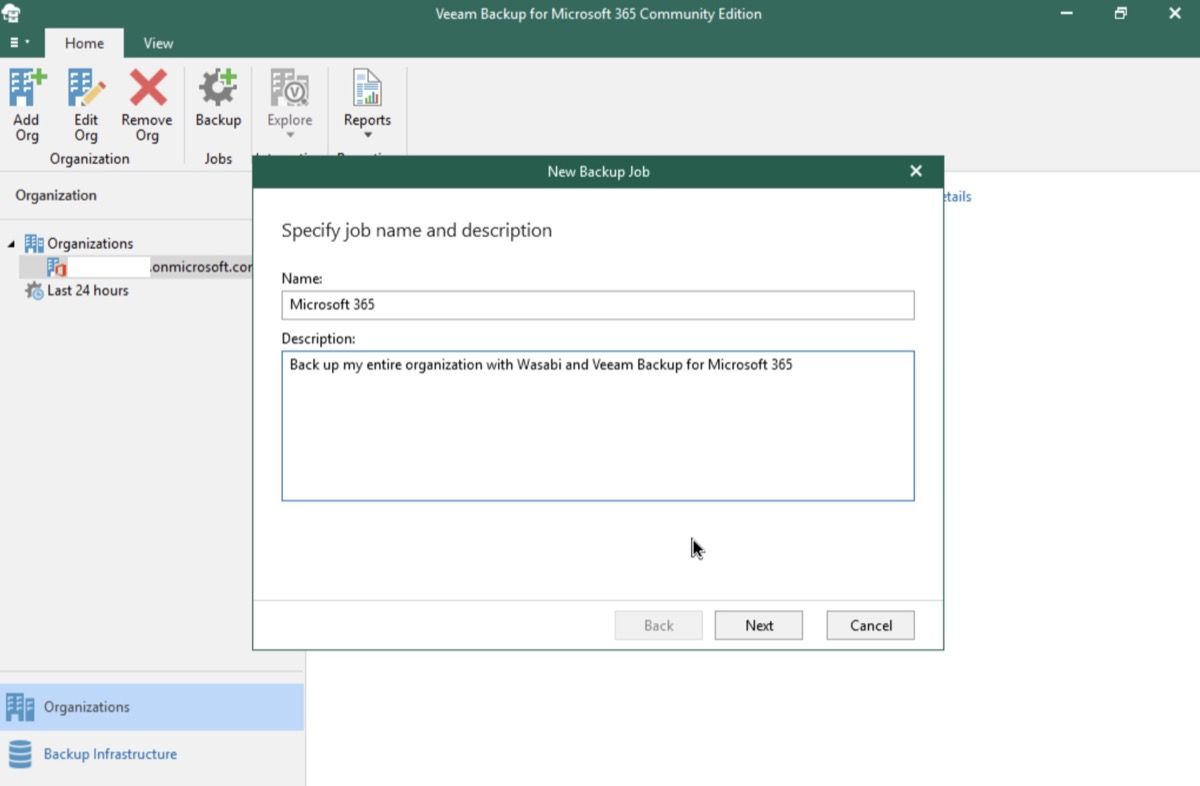 Veeam Backup for Microsoft 365 Community Edition
Home
View
Add
Org
Edit
Org
Remove
Org
Organization
Backup
Jobs
Explore
Reports
New Backup Job
Organization
etails
Organizations
.onmicrosoft.cor
Last 24 hours
Specify job name and description
Name:
Microsoft 365
Description:
Back up my entire organization with Wasabi and Veeam Backup for Microsoft 365
Back
Next
Cancel
Organizations
Backup Infrastructure